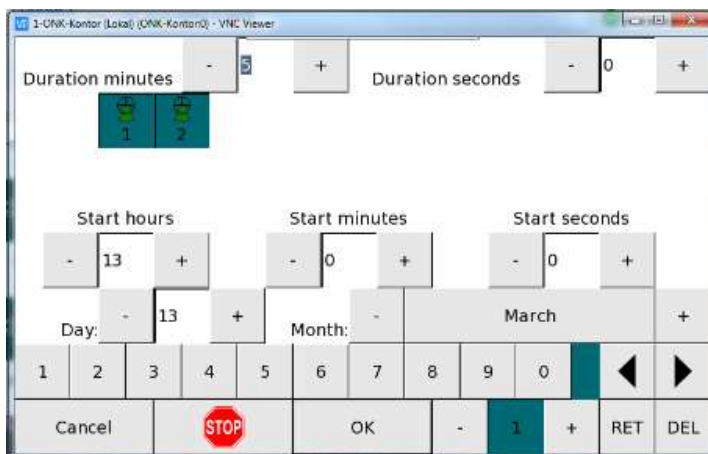 1-ONK-Kontor (Lokal) (ONK-Kontor0) - VNC Viewer
Duration minutes - 5 + Duration seconds - 0 +
1 2
Start hours Start minutes Start seconds
- 13 + - 0 + - 0 +
Day: - 13 + Month: - March +
1 2 3 4 5 6 7 8 9 0
Cancel STOP OK - 1 + RET DEL